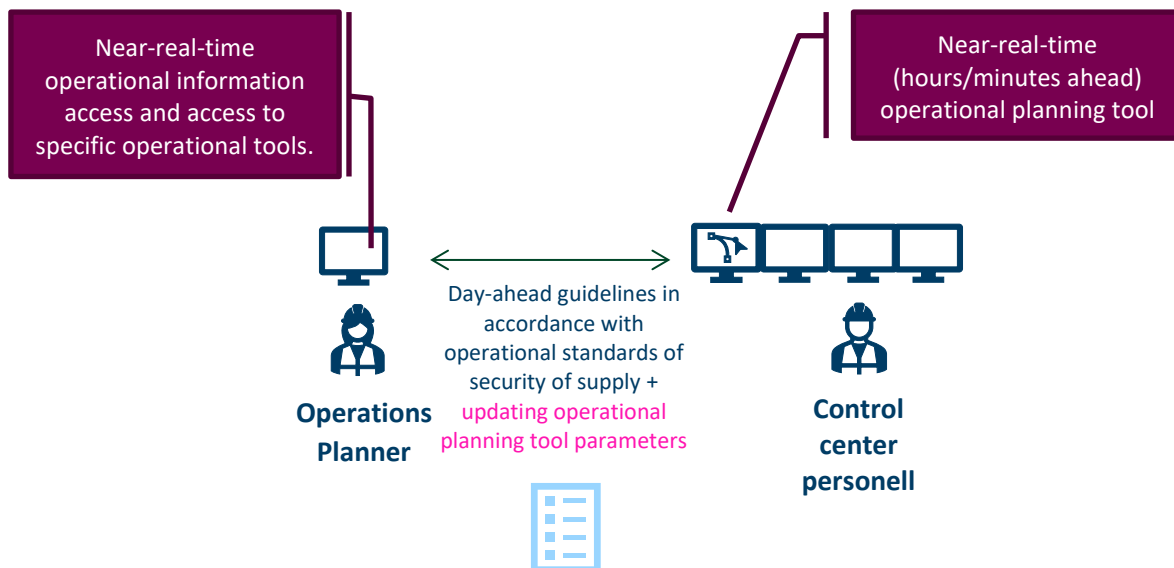 Near-real-time
operational information
access and access to
specific operational tools.
Near-real-time
(hours/minutes ahead)
operational planning tool
Day-ahead guidelines in
accordance with
operational standards of
security of supply +
updating operational
planning tool parameters
Operations
Planner
Control
center
personell